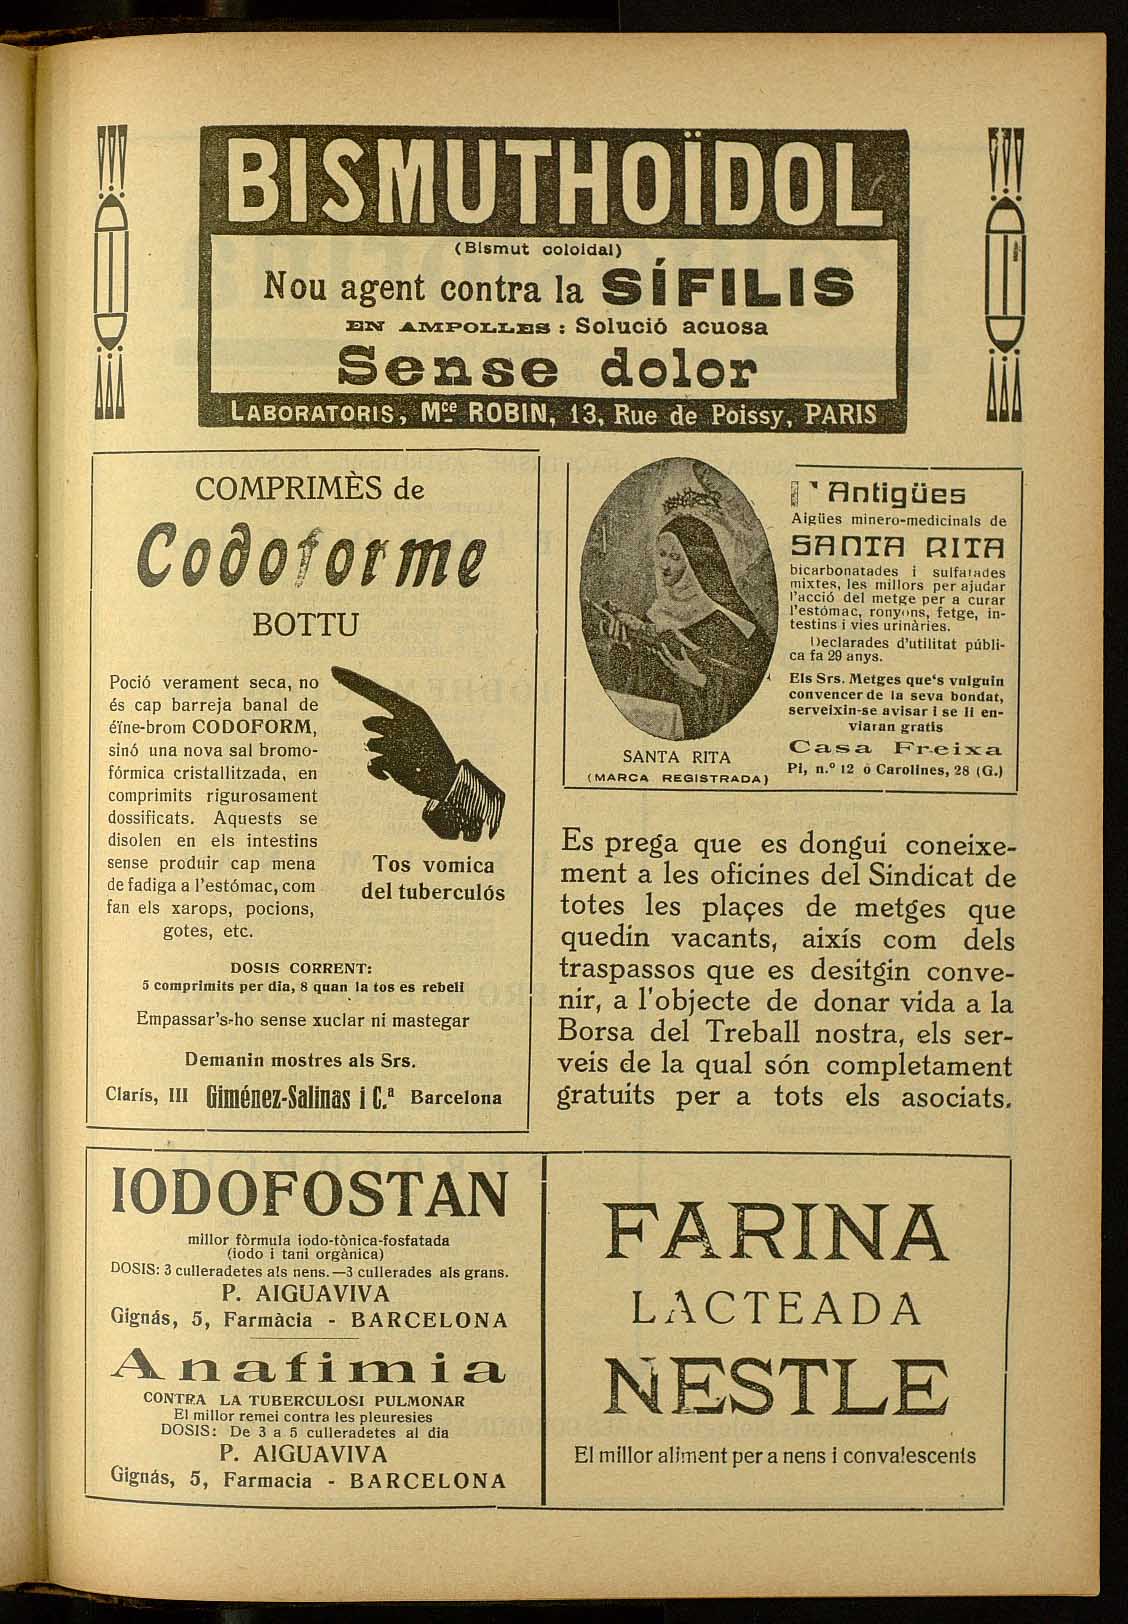 BISMUTHOÏDOL
(Bismut coloidal)
Nou agent contra la SÍFILIS
EN AMPOLLES : Solució acuosa
Sense dolor
LABORATORIS, Mce ROBIN, 13, Rue de Poissy, PARIS
COMPRIMÈS de
Codoforme
BOTTU
Poció verament seca, no
és cap barreja banal de
éïne-brom CODOFORM,
sinó una nova sal bromo-
fórmica cristallitzada, en
comprimits rigurosament
dossificats. Aquests se
disolen en els intestins
sense produir cap mena
de fadiga a l'estómac, com
fan els xarops, pocions,
gotes, etc.
Tos vomica
del tuberculós
DOSIS CORRENT:
5 comprimits per dia, 8 quan la tos es rebell
Empassar's-ho sense xuclar ni mastegar
Demanin mostres als Srs.
Claris, III Giménez-Salinas i C.ª Barcelona
SANTA RITA
(MARCA REGISTRADA)
Antigües
Aigües minero-medicinals de
SANTA RITA
bicarbonatades i sulfatades
mixtes, les millors per ajudar
l'acció del metge per a curar
l'estómac, ronyons, fetge, in-
testins i vies urinàries.
Declarades d'utilitat públi-
ca fa 29 anys.
Els Srs. Metges que's vulguin
convencer de la seva bondat,
serveixin-se avisar i se li en-
viaran gratis
Casa Freixa
Pi, n.º 12 ó Carolines, 28 (G.)
Es prega que es dongui coneixe-
ment a les oficines del Sindicat de
totes les plaçes de metges que
quedin vacants, aixís com dels
traspassos que es desitgin conve-
nir, a l'objecte de donar vida a la
Borsa del Treball nostra, els ser-
veis de la qual són completament
gratuits per a tots els asociats.
IODOFOSTAN
millor fòrmula iodo-tònica-fosfatada
(iodo i tani orgànica)
DOSIS: 3 culleradetes als nens.—3 cullerades als grans.
P. AIGUAVIVA
Gignás, 5, Farmàcia - BARCELONA
Anafimia
CONTRA LA TUBERCULOSI PULMONAR
El millor remei contra les pleuresies
DOSIS: De 3 a 5 culleradetes al dia
P. AIGUAVIVA
Gignás, 5, Farmacia - BARCELONA
FARINA
LACTEADA
NESTLE
El millor aliment per a nens i convalescents